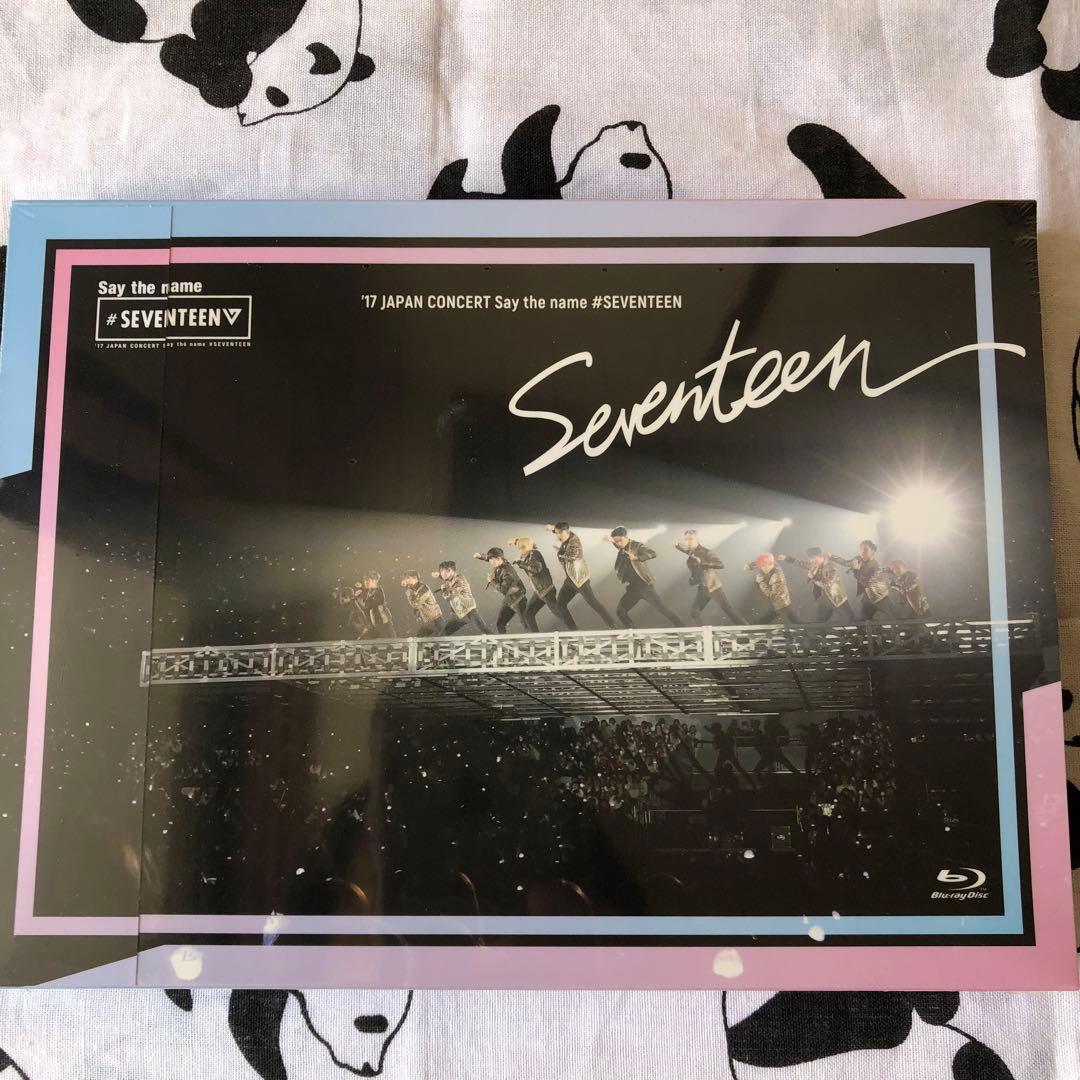 Say the name
# SEVENTEEN
'17 JAPAN CONCERT Say the name #SEVENTEEN
'17 JAPAN CONCERT Say the name #SEVENTEEN
Seventeen
Blu-ray Disc